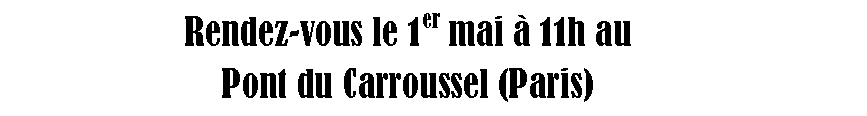 Rendez-vous le 1er mai à 11h au
Pont du Carroussel (Paris)